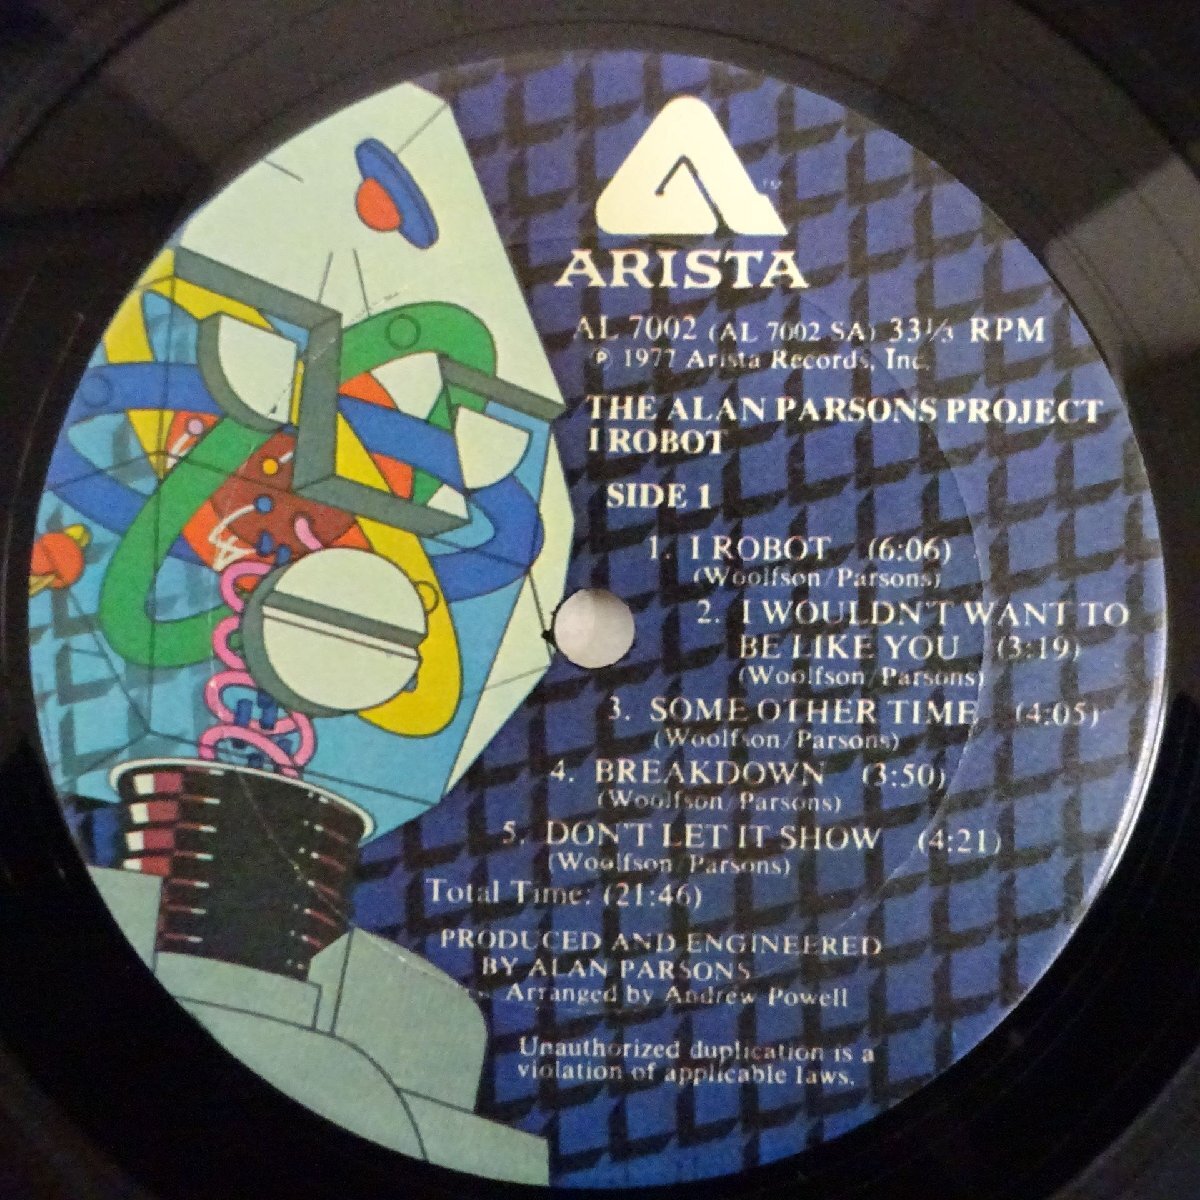 TM
ARISTA
AL 7002 (AL 7002 SA) 33⅓ RPM
℗ 1977 Arista Records, Inc.
THE ALAN PARSONS PROJECT
I ROBOT
SIDE 1
1. I ROBOT (6:06)
(Woolfson/Parsons)
2. I WOULDN'T WANT TO
BE LIKE YOU (3:19)
(Woolfson/Parsons)
3. SOME OTHER TIME (4:05)
(Woolfson/Parsons)
4. BREAKDOWN (3:50)
(Woolfson/Parsons)
5. DON'T LET IT SHOW (4:21)
(Woolfson/Parsons)
Total Time: (21:46)
PRODUCED AND ENGINEERED
BY ALAN PARSONS
Arranged by Andrew Powell
Unauthorized duplication is a
violation of applicable laws.